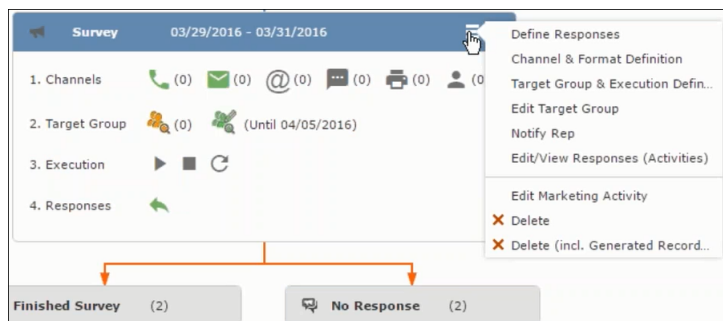 Survey 03/29/2016 - 03/31/2016
1. Channels (0) (0) @ (0) (0) (0) (0
2. Target Group (0) (Until 04/05/2016)
3. Execution
4. Responses
Define Responses
Channel & Format Definition
Target Group & Execution Defin...
Edit Target Group
Notify Rep
Edit/View Responses (Activities)
Edit Marketing Activity
Delete
Delete (incl. Generated Record...
Finished Survey (2)
No Response (2)